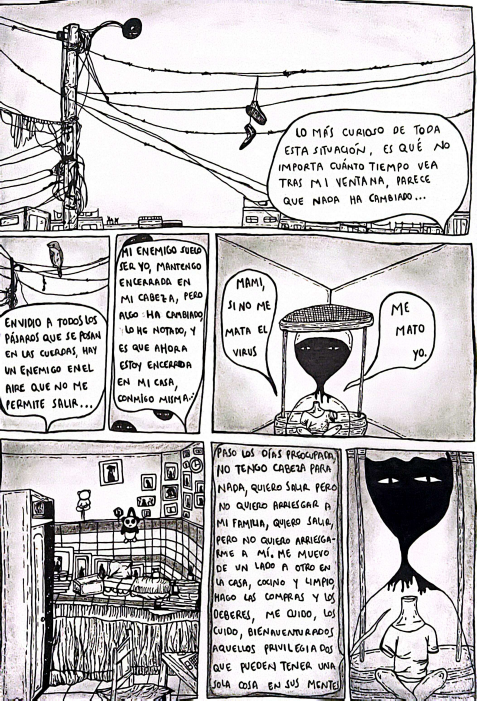 LO MÁS CURIOSO DE TODA
ESTA SITUACIÓN, ES QUÉ NO
IMPORTA CUÁNTO TIEMPO VEA
TRAS MI VENTANA, PARECE
QUE NADA HA CAMBIADO...
ENVIDIO A TODOS LOS
PÁJAROS QUE SE POSAN
EN LAS CUERDAS, HAY
UN ENEMIGO EN EL
AIRE QUE NO ME
PERMITE SALIR...
MI ENEMIGO SUELO
SER YO, MANTENGO
ENCERRADA EN
MI CABEZA, PERO
ALGO HA CAMBIADO,
LO HE NOTADO, Y
ES QUE AHORA
ESTOY ENCERRADA
EN MI CASA,
CONMIGO MISMA...
MAMI,
SI NO ME
MATA EL
VIRUS
ME
MATO
YO.
PASO LOS DÍAS PREOCUPADA,
NO TENGO CABEZA PARA
NADA, QUIERO SALIR PERO
NO QUIERO ARRIESGAR A
MI FAMILIA, QUIERO SALIR,
PERO NO QUIERO ARRIESGA-
RME A MÍ. ME MUEVO
DE UN LADO A OTRO EN
LA CASA, COCINO Y LIMPIO,
HAGO LAS COMPRAS Y LOS
DEBERES, ME CUIDO, LOS
CUIDO, BIENAVENTURADOS
AQUELLOS PRIVILEGIADOS
QUE PUEDEN TENER UNA
SOLA COSA EN SUS MENTES